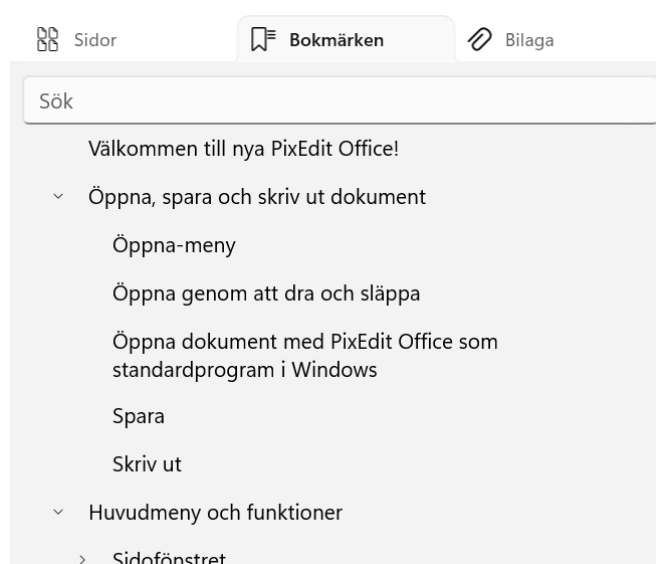 Sidor
Bokmärken
Bilaga
Sök
Välkommen till nya PixEdit Office!
Öppna, spara och skriv ut dokument
Öppna-meny
Öppna genom att dra och släppa
Öppna dokument med PixEdit Office som
standardprogram i Windows
Spara
Skriv ut
Huvudmeny och funktioner
Sidofönstret